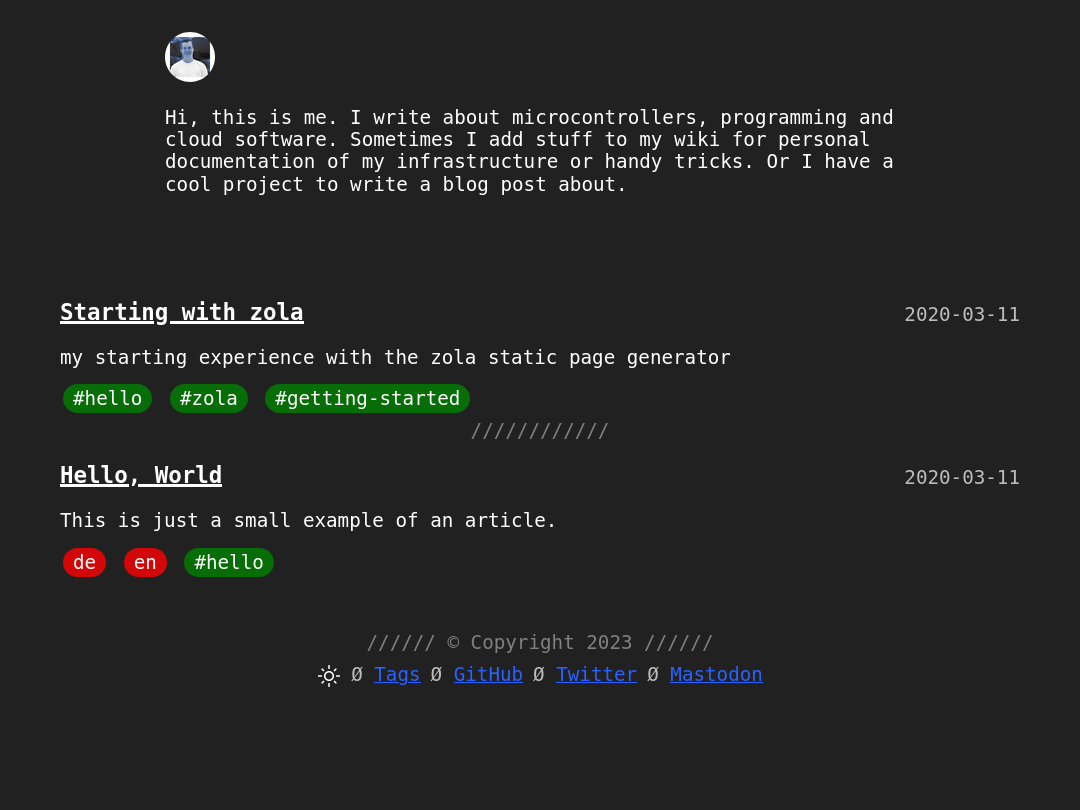 Hi, this is me. I write about microcontrollers, programming and
cloud software. Sometimes I add stuff to my wiki for personal
documentation of my infrastructure or handy tricks. Or I have a
cool project to write a blog post about.
Starting with zola 2020-03-11
my starting experience with the zola static page generator
#hello #zola #getting-started
////////////
Hello, World 2020-03-11
This is just a small example of an article.
de en #hello
////// © Copyright 2023 //////
Ø Tags Ø GitHub Ø Twitter Ø Mastodon